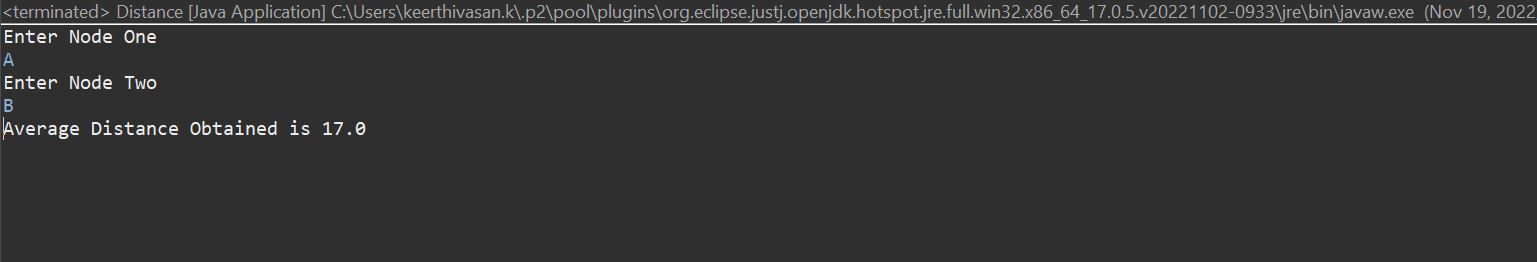 <terminated> Distance [Java Application] C:\Users\keerthivasan.k\.p2\pool\plugins\org.eclipse.justj.openjdk.hotspot.jre.full.win32.x86_64_17.0.5.v20221102-0933\jre\bin\javaw.exe (Nov 19, 2022
Enter Node One
A
Enter Node Two
B
Average Distance Obtained is 17.0